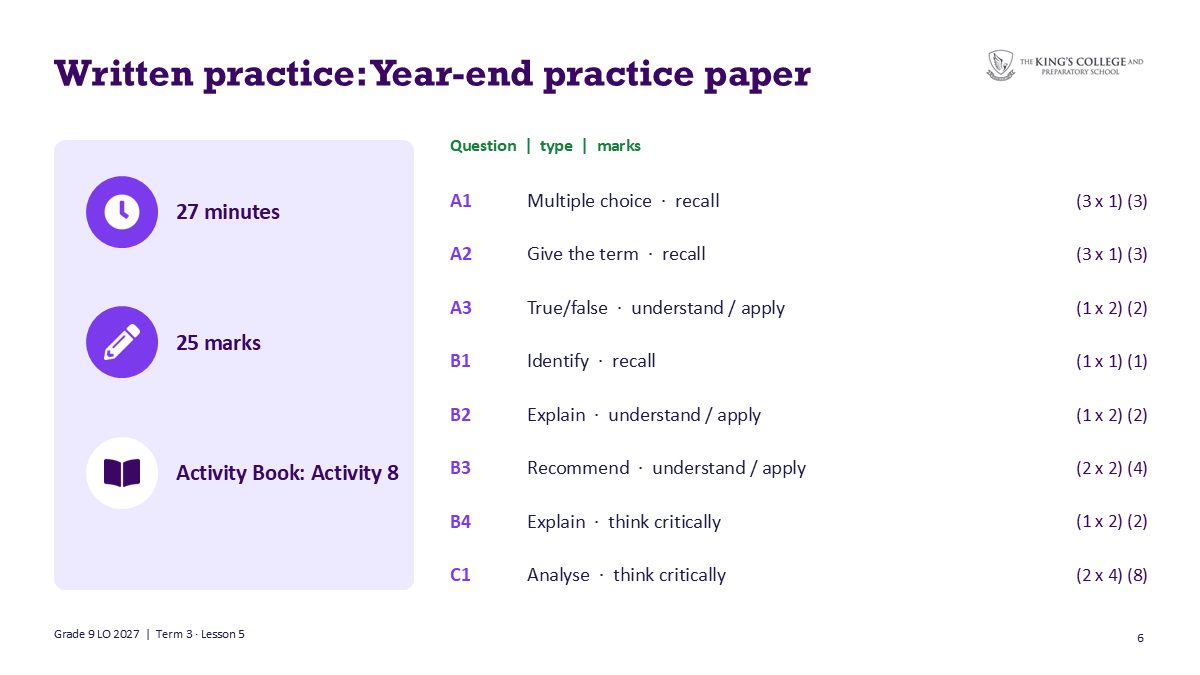 Written practice: Year-end practice paper
THE KING'S COLLEGE AND
PREPARATORY SCHOOL
27 minutes
25 marks
Activity Book: Activity 8
Question | type | marks
A1 Multiple choice · recall (3 x 1) (3)
A2 Give the term · recall (3 x 1) (3)
A3 True/false · understand / apply (1 x 2) (2)
B1 Identify · recall (1 x 1) (1)
B2 Explain · understand / apply (1 x 2) (2)
B3 Recommend · understand / apply (2 x 2) (4)
B4 Explain · think critically (1 x 2) (2)
C1 Analyse · think critically (2 x 4) (8)
Grade 9 LO 2027 | Term 3 · Lesson 5
6